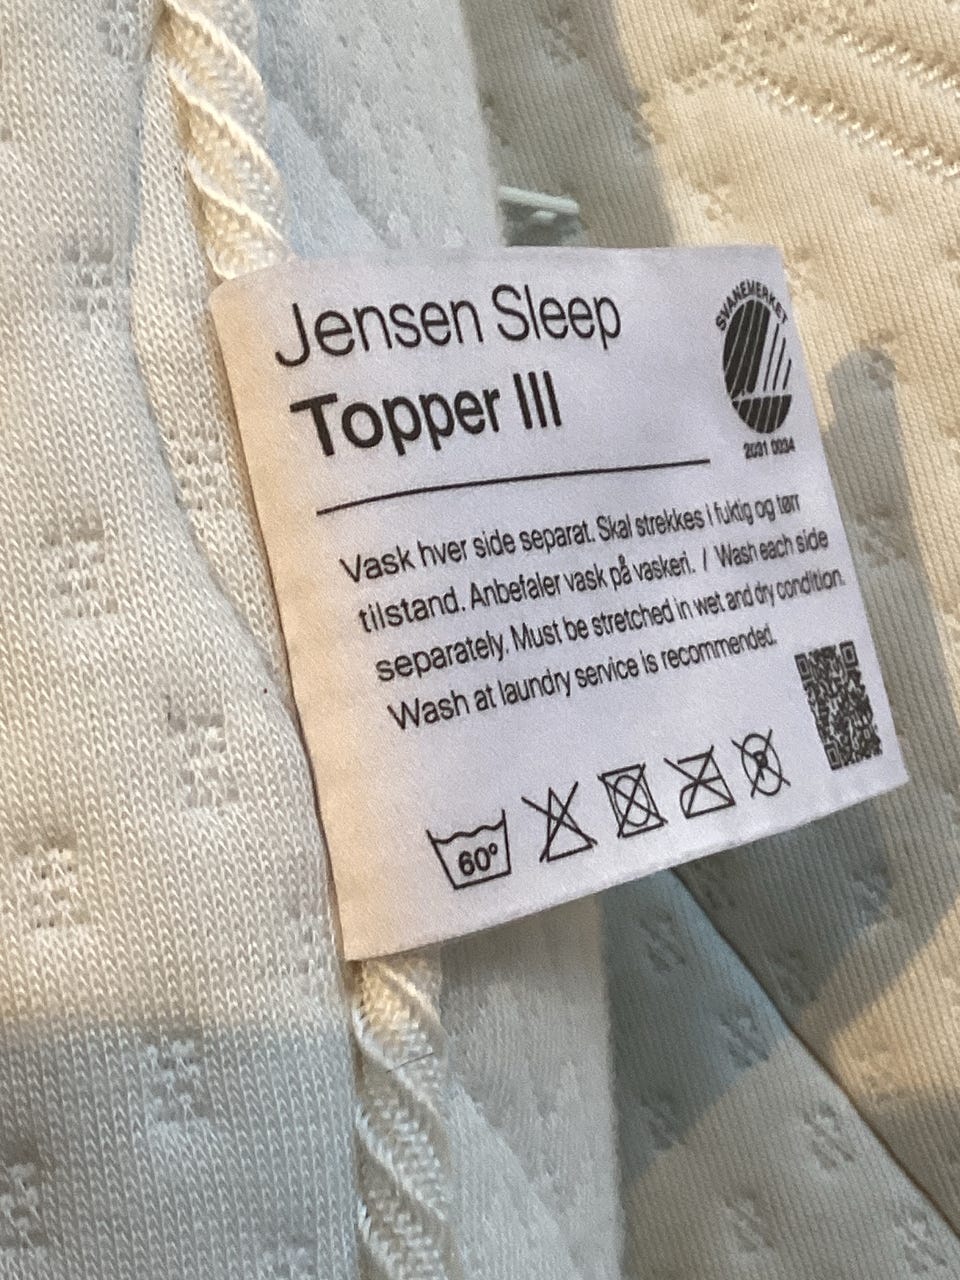 Jensen Sleep
SVANEMERKET
Topper III
2031 0034
Vask hver side separat. Skal strekkes i fuktig og tørr
tilstand. Anbefaler vask på vaskeri. / Wash each side
separately. Must be stretched in wet and dry condition.
Wash at laundry service is recommended.
60°
P